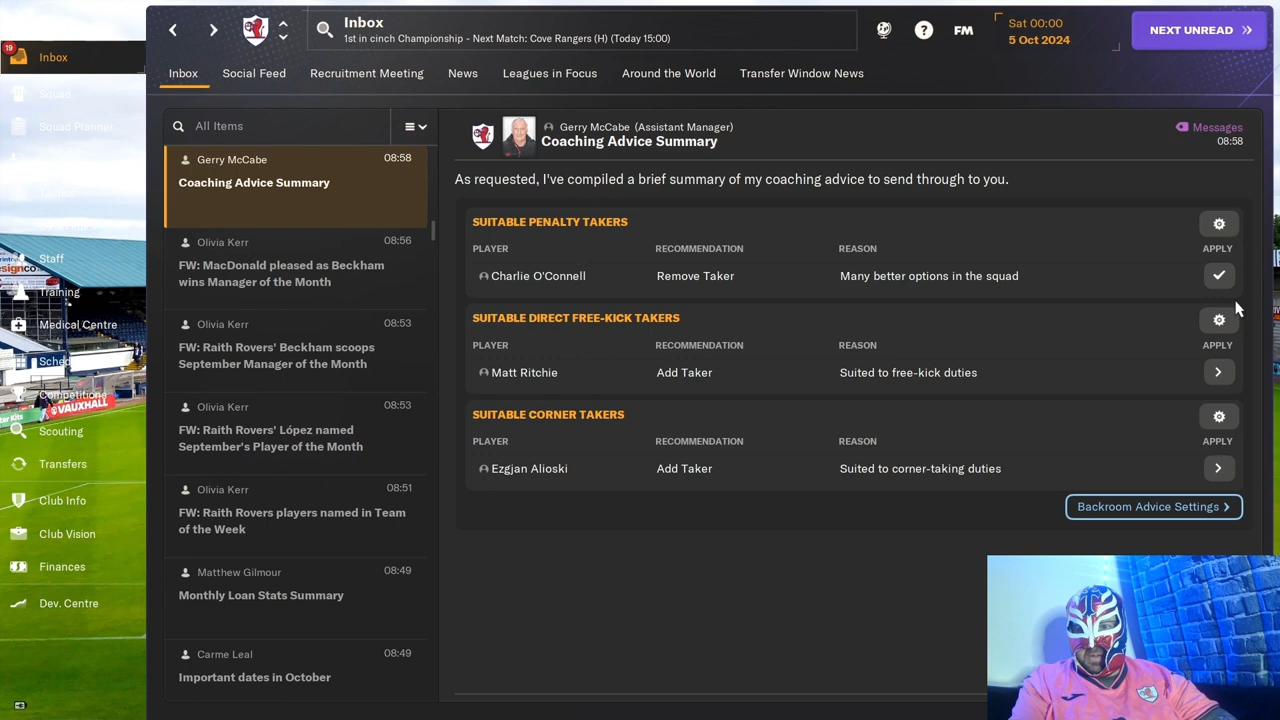 19
Inbox
Squad
Squad Planner
Staff
Training
Medical Centre
Sched
Competitions
Scouting
Transfers
Club Info
Club Vision
Finances
Dev. Centre
VAUXHALL
Inbox
1st in cinch Championship - Next Match: Cove Rangers (H) (Today 15:00)
?
FM
Sat 00:00
5 Oct 2024
NEXT UNREAD
Inbox
Social Feed
Recruitment Meeting
News
Leagues in Focus
Around the World
Transfer Window News
All Items
Gerry McCabe
08:58
Coaching Advice Summary
Olivia Kerr
08:56
FW: MacDonald pleased as Beckham
wins Manager of the Month
Olivia Kerr
08:53
FW: Raith Rovers' Beckham scoops
September Manager of the Month
Olivia Kerr
08:53
FW: Raith Rovers' López named
September's Player of the Month
Olivia Kerr
08:51
FW: Raith Rovers players named in Team
of the Week
Matthew Gilmour
08:49
Monthly Loan Stats Summary
Carme Leal
08:49
Important dates in October
Gerry McCabe (Assistant Manager)
Coaching Advice Summary
Messages
08:58
As requested, I've compiled a brief summary of my coaching advice to send through to you.
SUITABLE PENALTY TAKERS
PLAYER RECOMMENDATION REASON APPLY
Charlie O'Connell Remove Taker Many better options in the squad
SUITABLE DIRECT FREE-KICK TAKERS
PLAYER RECOMMENDATION REASON APPLY
Matt Ritchie Add Taker Suited to free-kick duties
SUITABLE CORNER TAKERS
PLAYER RECOMMENDATION REASON APPLY
Ezgjan Alioski Add Taker Suited to corner-taking duties
Backroom Advice Settings